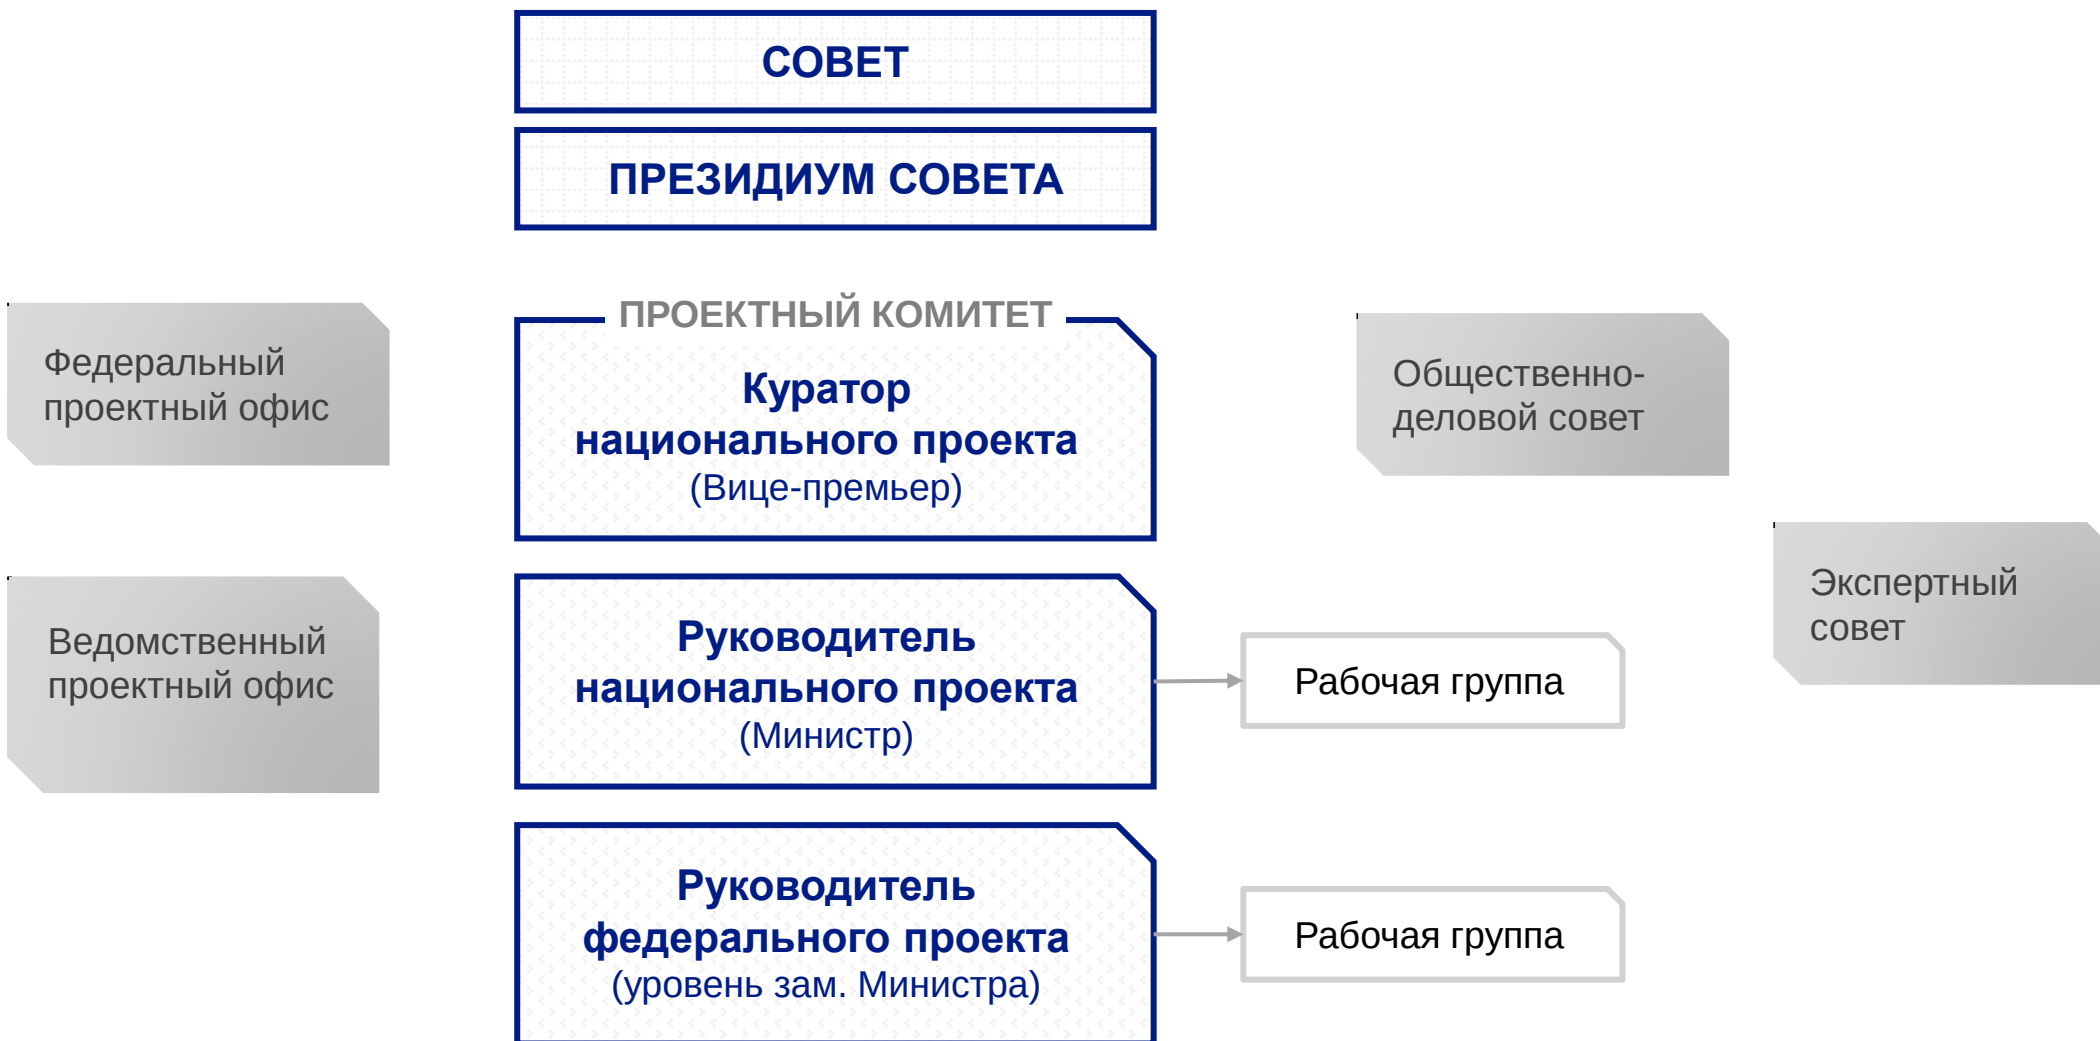 СОВЕТ
ПРЕЗИДИУМ СОВЕТА
ПРОЕКТНЫЙ КОМИТЕТ
Федеральный
проектный офис
Куратор
национального проекта
(Вице-премьер)
Общественно-
деловой совет
Экспертный
совет
Ведомственный
проектный офис
Руководитель
национального проекта
(Министр)
Рабочая группа
Руководитель
федерального проекта
(уровень зам. Министра)
Рабочая группа